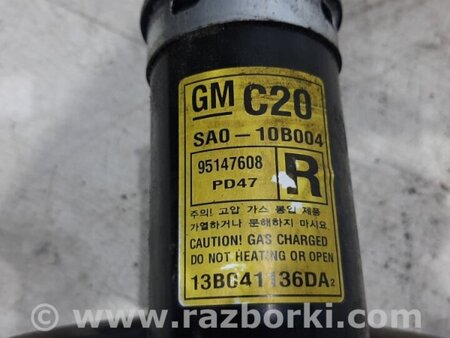 GM C20
SA0-10B004
95147608
PD47
R
주의! 고압 가스 봉입 제품
가열하거나 분해하지 마시요
CAUTION! GAS CHARGED
DO NOT HEATING OR OPEN
13BC41136DA2
© www.razborki.com